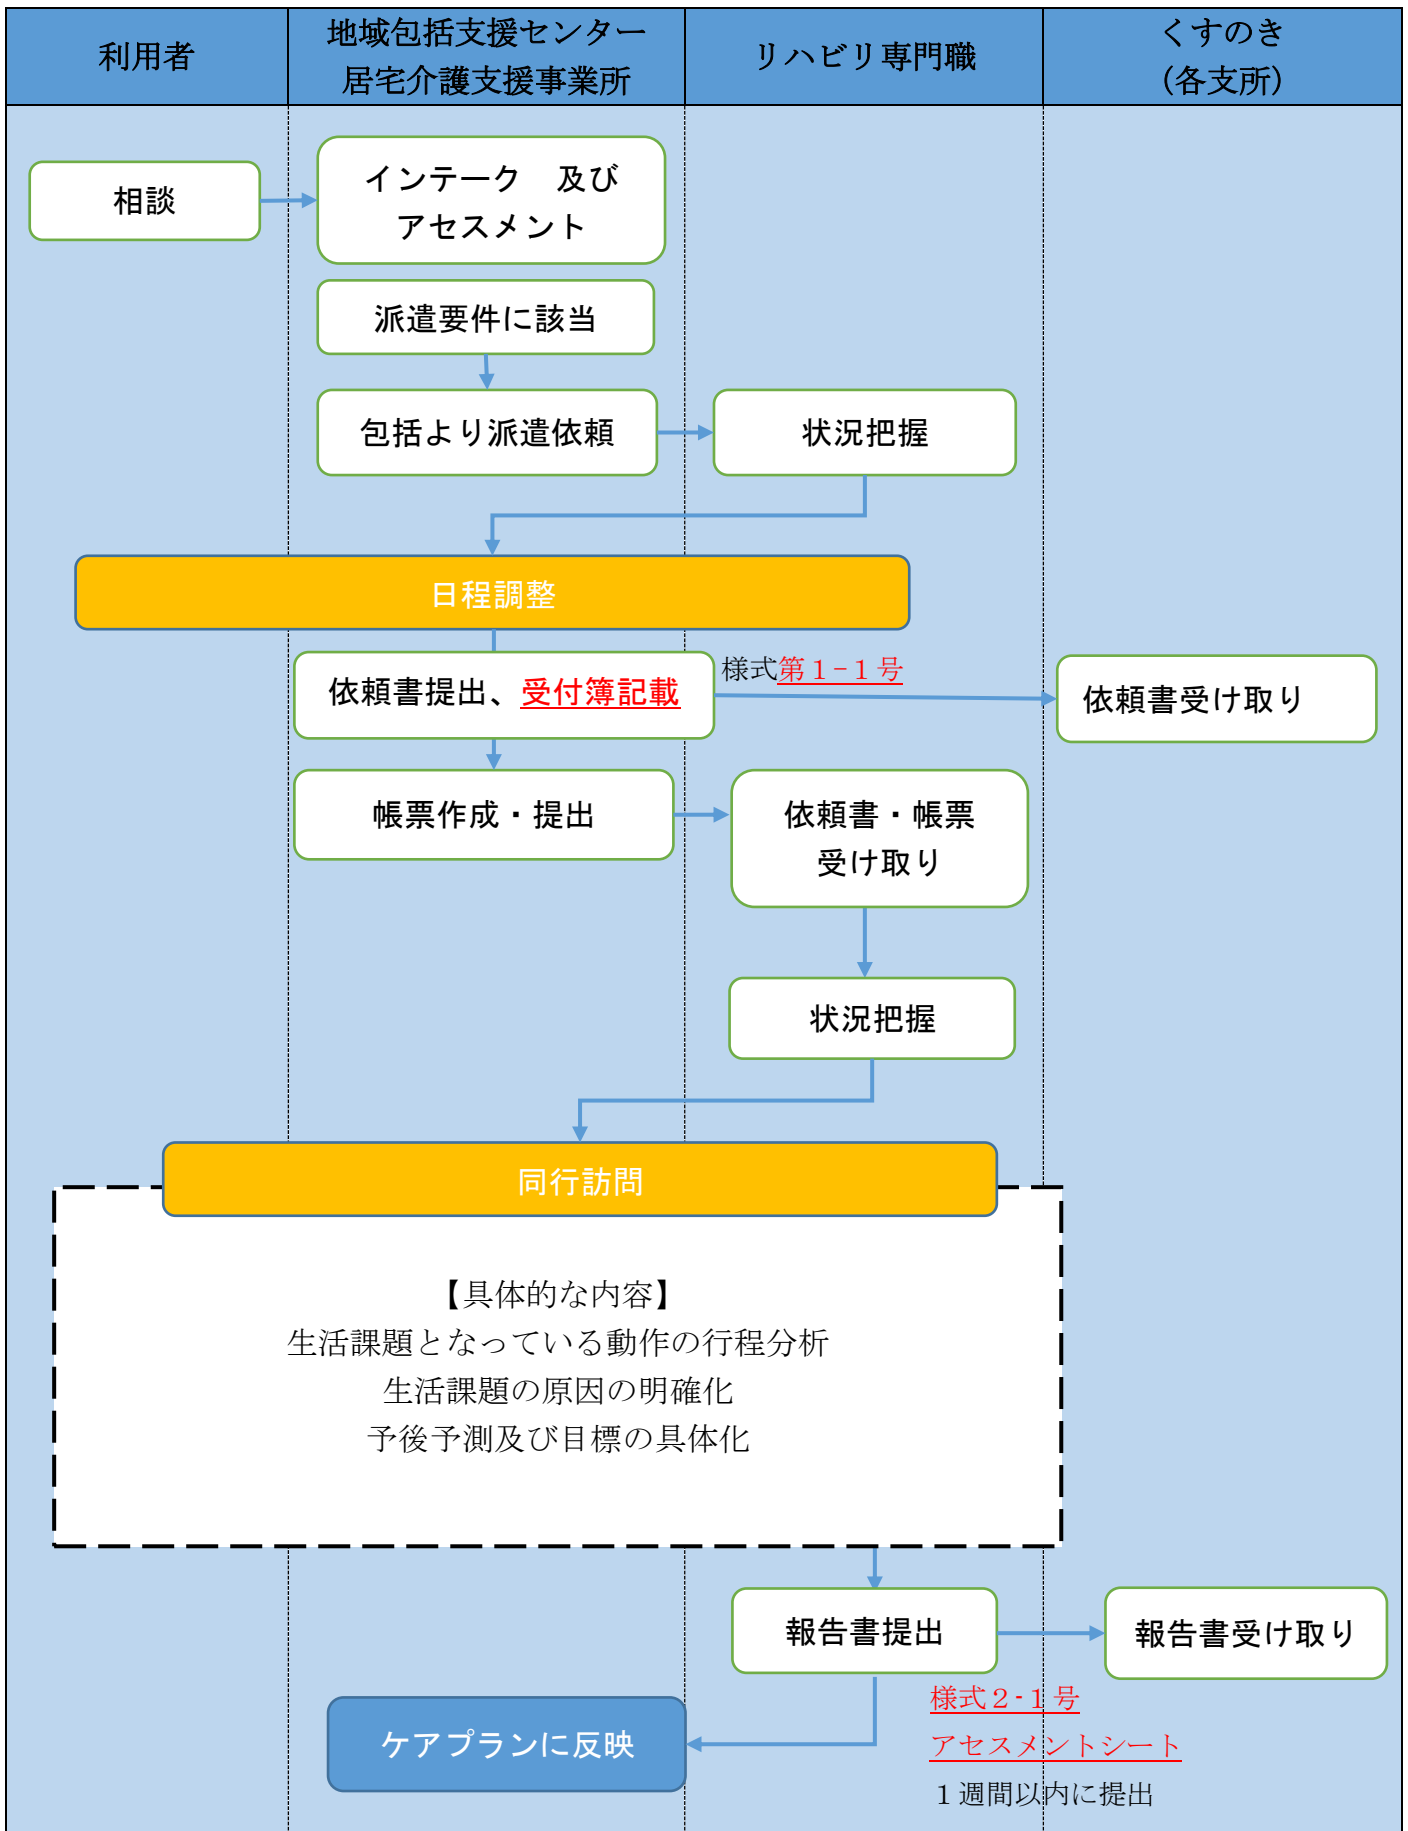 利用者
地域包括支援センター
居宅介護支援事業所
リハビリ専門職
くすのき
(各支所)
相談
インテーク　及び
アセスメント
派遣要件に該当
包括より派遣依頼
状況把握
日程調整
依頼書提出、受付簿記載
様式第１−１号
依頼書受け取り
帳票作成・提出
依頼書・帳票
受け取り
状況把握
同行訪問
【具体的な内容】
生活課題となっている動作の行程分析
生活課題の原因の明確化
予後予測及び目標の具体化
報告書提出
報告書受け取り
様式２-１号
アセスメントシート
１週間以内に提出
ケアプランに反映